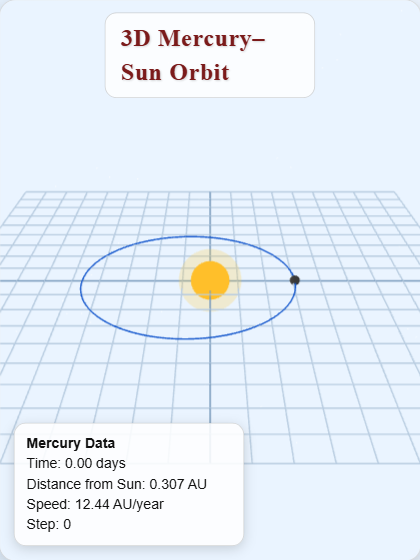 3D Mercury–
Sun Orbit
Mercury Data
Time: 0.00 days
Distance from Sun: 0.307 AU
Speed: 12.44 AU/year
Step: 0